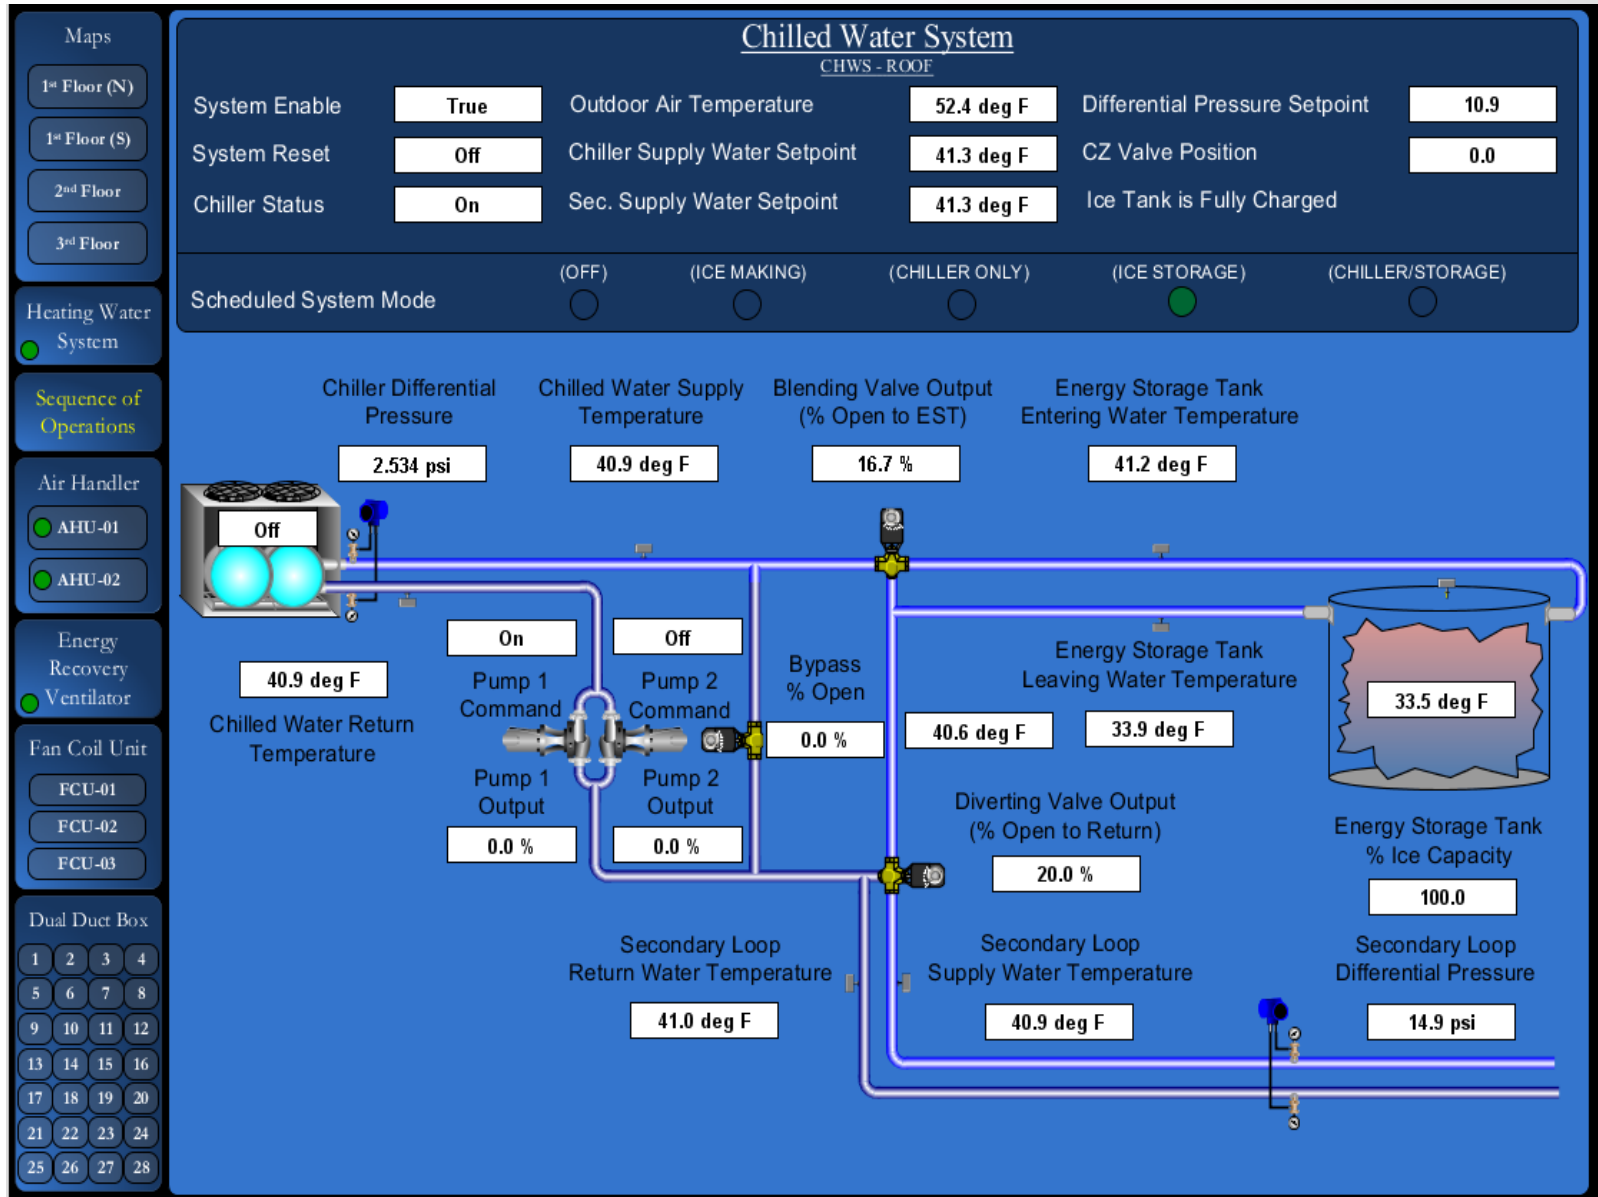 Maps
1st Floor (N)
1st Floor (S)
2nd Floor
3rd Floor
Heating Water
System
Sequence of
Operations
Air Handler
AHU-01
AHU-02
Energy
Recovery
Ventilator
Fan Coil Unit
FCU-01
FCU-02
FCU-03
Dual Duct Box
1 2 3 4
5 6 7 8
9 10 11 12
13 14 15 16
17 18 19 20
21 22 23 24
25 26 27 28
Chilled Water System
CHWS - ROOF
System Enable True Outdoor Air Temperature 52.4 deg F Differential Pressure Setpoint 10.9
System Reset Off Chiller Supply Water Setpoint 41.3 deg F CZ Valve Position 0.0
Chiller Status On Sec. Supply Water Setpoint 41.3 deg F Ice Tank is Fully Charged
(OFF) (ICE MAKING) (CHILLER ONLY) (ICE STORAGE) (CHILLER/STORAGE)
Scheduled System Mode
Chiller Differential
Pressure
2.534 psi
Chilled Water Supply
Temperature
40.9 deg F
Blending Valve Output
(% Open to EST)
16.7 %
Energy Storage Tank
Entering Water Temperature
41.2 deg F
Off
40.9 deg F
Chilled Water Return
Temperature
On
Pump 1
Command
Pump 1
Output
0.0 %
Off
Pump 2
Command
Pump 2
Output
0.0 %
Bypass
% Open
0.0 %
40.6 deg F
Energy Storage Tank
Leaving Water Temperature
33.9 deg F
33.5 deg F
Diverting Valve Output
(% Open to Return)
20.0 %
Energy Storage Tank
% Ice Capacity
100.0
Secondary Loop
Return Water Temperature
41.0 deg F
Secondary Loop
Supply Water Temperature
40.9 deg F
Secondary Loop
Differential Pressure
14.9 psi